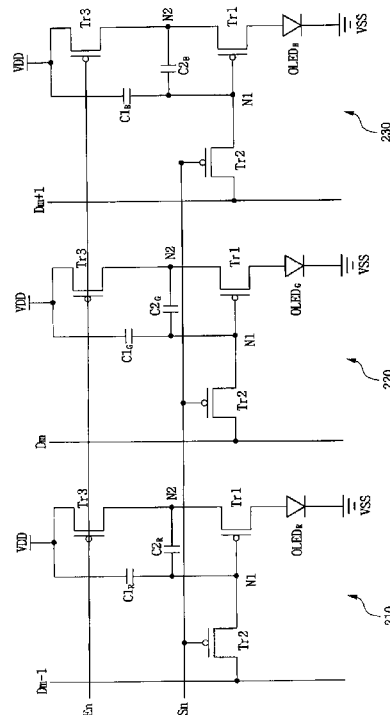 VDD
Tr3
N2
C1R
C2R
Tr1
N1
Tr2
OLEDR
VSS
Dm-1
210
VDD
Tr3
N2
C1G
C2G
Tr1
N1
Tr2
OLEDG
VSS
Dm
220
VDD
Tr3
N2
C1B
C2B
Tr1
N1
Tr2
OLEDB
VSS
Dm+1
230
En
Sn